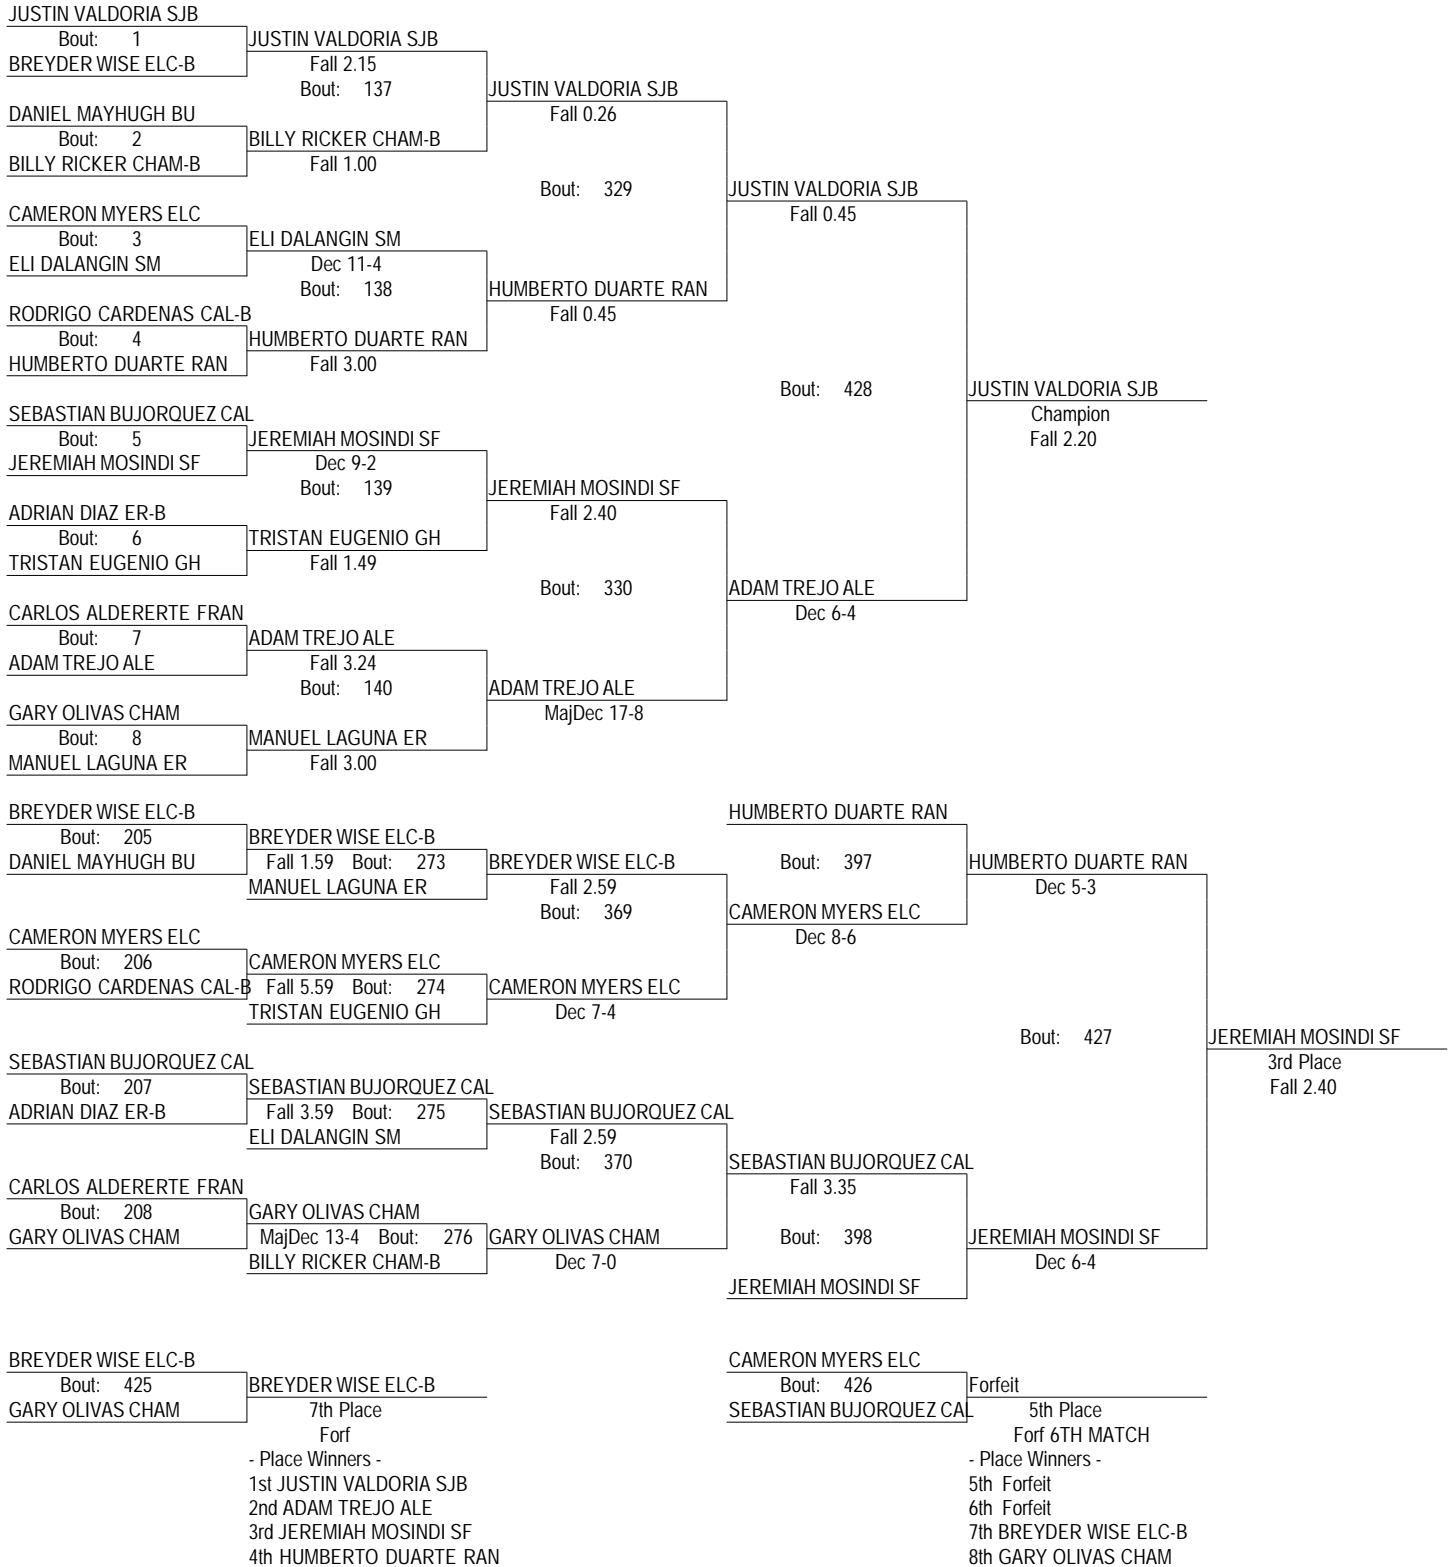 JUSTIN VALDORIA SJB
Bout: 1 JUSTIN VALDORIA SJB
BREYDER WISE ELC-B Fall 2.15
Bout: 137 JUSTIN VALDORIA SJB
DANIEL MAYHUGH BU Fall 0.26
Bout: 2 BILLY RICKER CHAM-B
BILLY RICKER CHAM-B Fall 1.00
Bout: 329 JUSTIN VALDORIA SJB
CAMERON MYERS ELC Fall 0.45
Bout: 3 ELI DALANGIN SM
ELI DALANGIN SM Dec 11-4
Bout: 138 HUMBERTO DUARTE RAN
RODRIGO CARDENAS CAL-B Fall 0.45
Bout: 4 HUMBERTO DUARTE RAN
HUMBERTO DUARTE RAN Fall 3.00
Bout: 428 JUSTIN VALDORIA SJB
SEBASTIAN BUJORQUEZ CAL Champion
Bout: 5 JEREMIAH MOSINDI SF Fall 2.20
JEREMIAH MOSINDI SF Dec 9-2
Bout: 139 JEREMIAH MOSINDI SF
ADRIAN DIAZ ER-B Fall 2.40
Bout: 6 TRISTAN EUGENIO GH
TRISTAN EUGENIO GH Fall 1.49
Bout: 330 ADAM TREJO ALE
CARLOS ALDERERTE FRAN Dec 6-4
Bout: 7 ADAM TREJO ALE
ADAM TREJO ALE Fall 3.24
Bout: 140 ADAM TREJO ALE
GARY OLIVAS CHAM MajDec 17-8
Bout: 8 MANUEL LAGUNA ER
MANUEL LAGUNA ER Fall 3.00
BREYDER WISE ELC-B HUMBERTO DUARTE RAN
Bout: 205 BREYDER WISE ELC-B
DANIEL MAYHUGH BU Fall 1.59 Bout: 273 BREYDER WISE ELC-B Bout: 397 HUMBERTO DUARTE RAN
MANUEL LAGUNA ER Fall 2.59 Dec 5-3
Bout: 369 CAMERON MYERS ELC
CAMERON MYERS ELC Dec 8-6
Bout: 206 CAMERON MYERS ELC
RODRIGO CARDENAS CAL-B Fall 5.59 Bout: 274 CAMERON MYERS ELC
TRISTAN EUGENIO GH Dec 7-4
Bout: 427 JEREMIAH MOSINDI SF
SEBASTIAN BUJORQUEZ CAL 3rd Place
Bout: 207 SEBASTIAN BUJORQUEZ CAL Fall 2.40
ADRIAN DIAZ ER-B Fall 3.59 Bout: 275 SEBASTIAN BUJORQUEZ CAL
ELI DALANGIN SM Fall 2.59
Bout: 370 SEBASTIAN BUJORQUEZ CAL
CARLOS ALDERERTE FRAN Fall 3.35
Bout: 208 GARY OLIVAS CHAM
GARY OLIVAS CHAM MajDec 13-4 Bout: 276 GARY OLIVAS CHAM Bout: 398 JEREMIAH MOSINDI SF
BILLY RICKER CHAM-B Dec 7-0 Dec 6-4
JEREMIAH MOSINDI SF
BREYDER WISE ELC-B CAMERON MYERS ELC
Bout: 425 BREYDER WISE ELC-B Bout: 426 Forfeit
GARY OLIVAS CHAM 7th Place SEBASTIAN BUJORQUEZ CAL 5th Place
Forf Forf 6TH MATCH
- Place Winners - - Place Winners -
1st JUSTIN VALDORIA SJB 5th Forfeit
2nd ADAM TREJO ALE 6th Forfeit
3rd JEREMIAH MOSINDI SF 7th BREYDER WISE ELC-B
4th HUMBERTO DUARTE RAN 8th GARY OLIVAS CHAM